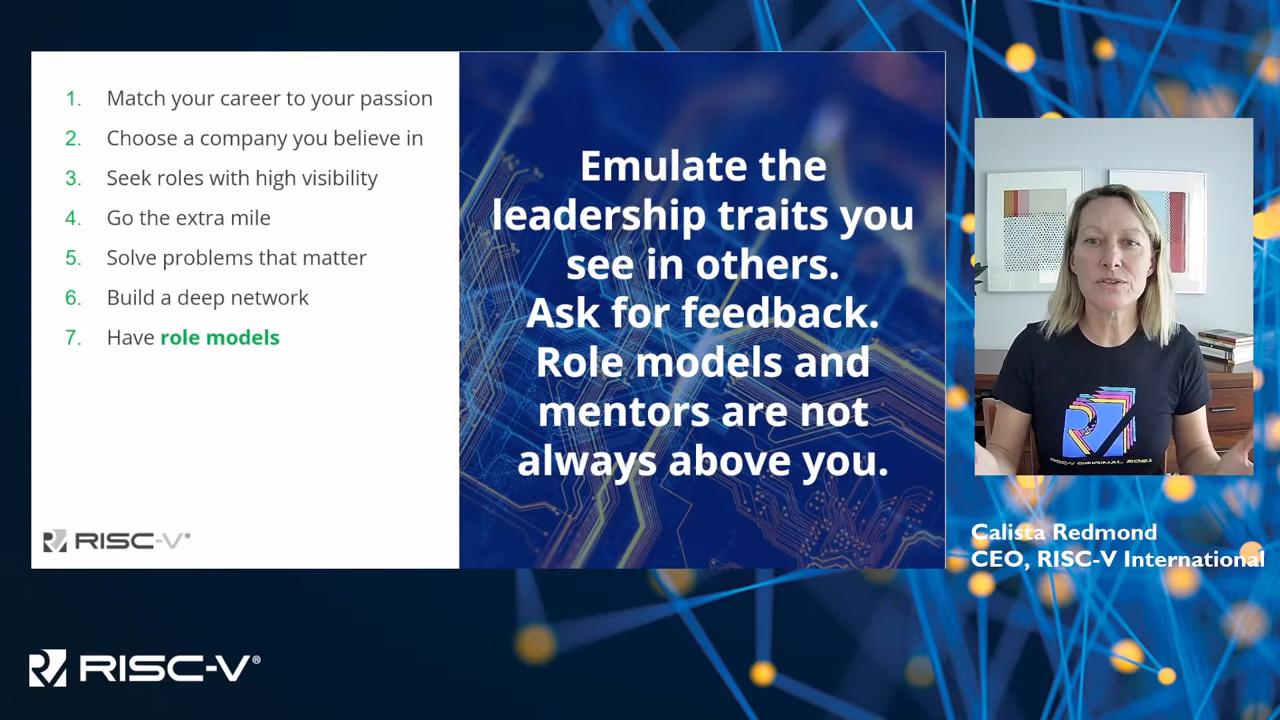 1. Match your career to your passion
2. Choose a company you believe in
3. Seek roles with high visibility
4. Go the extra mile
5. Solve problems that matter
6. Build a deep network
7. Have role models
RISC-V®
Emulate the
leadership traits you
see in others.
Ask for feedback.
Role models and
mentors are not
always above you.
RISC-V ORIGINAL 2021
Calista Redmond
CEO, RISC-V International
RISC-V®